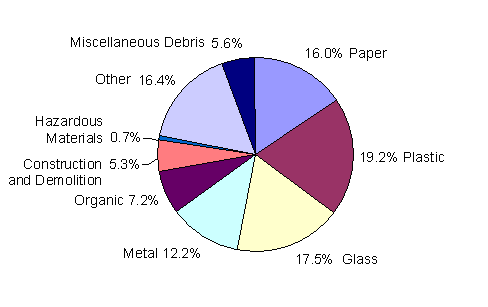 Miscellaneous Debris 5.6%
16.0% Paper
Other 16.4%
Hazardous
Materials 0.7%
19.2% Plastic
Construction 5.3%
and Demolition
Organic 7.2%
Metal 12.2%
17.5% Glass